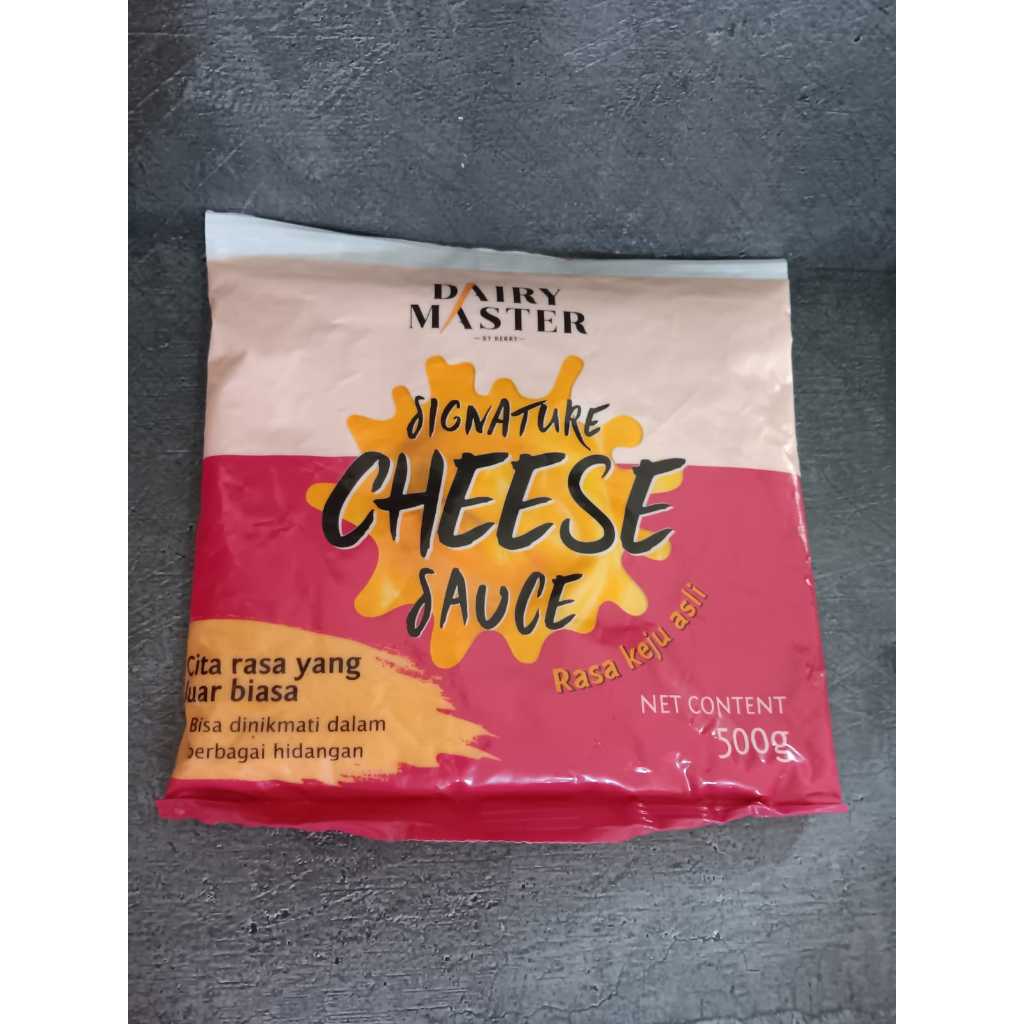 DAIRY
MASTER
BY KERRY
SIGNATURE
CHEESE
SAUCE
Rasa keju asli
Cita rasa yang
luar biasa
Bisa dinikmati dalam
berbagai hidangan
NET CONTENT
500g